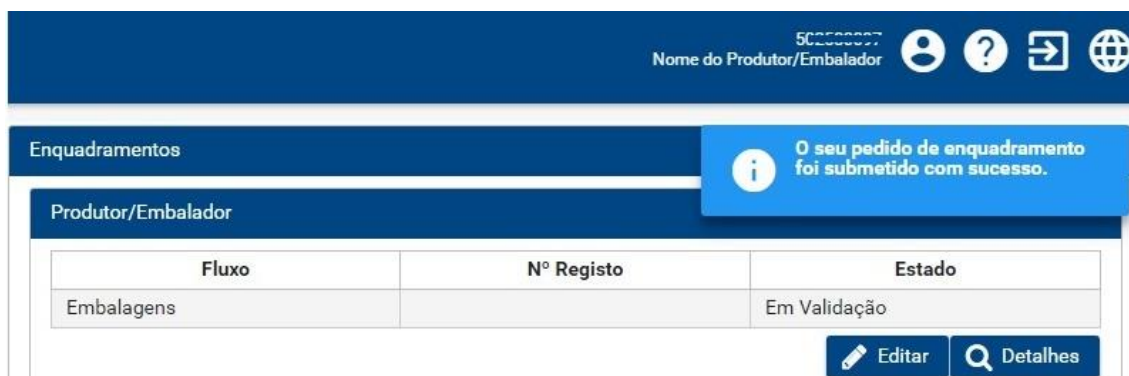 Nome do Produtor/Embalador
Enquadramentos
O seu pedido de enquadramento
foi submetido com sucesso.
Produtor/Embalador
Fluxo Nº Registo Estado
Embalagens Em Validação
Editar Detalhes